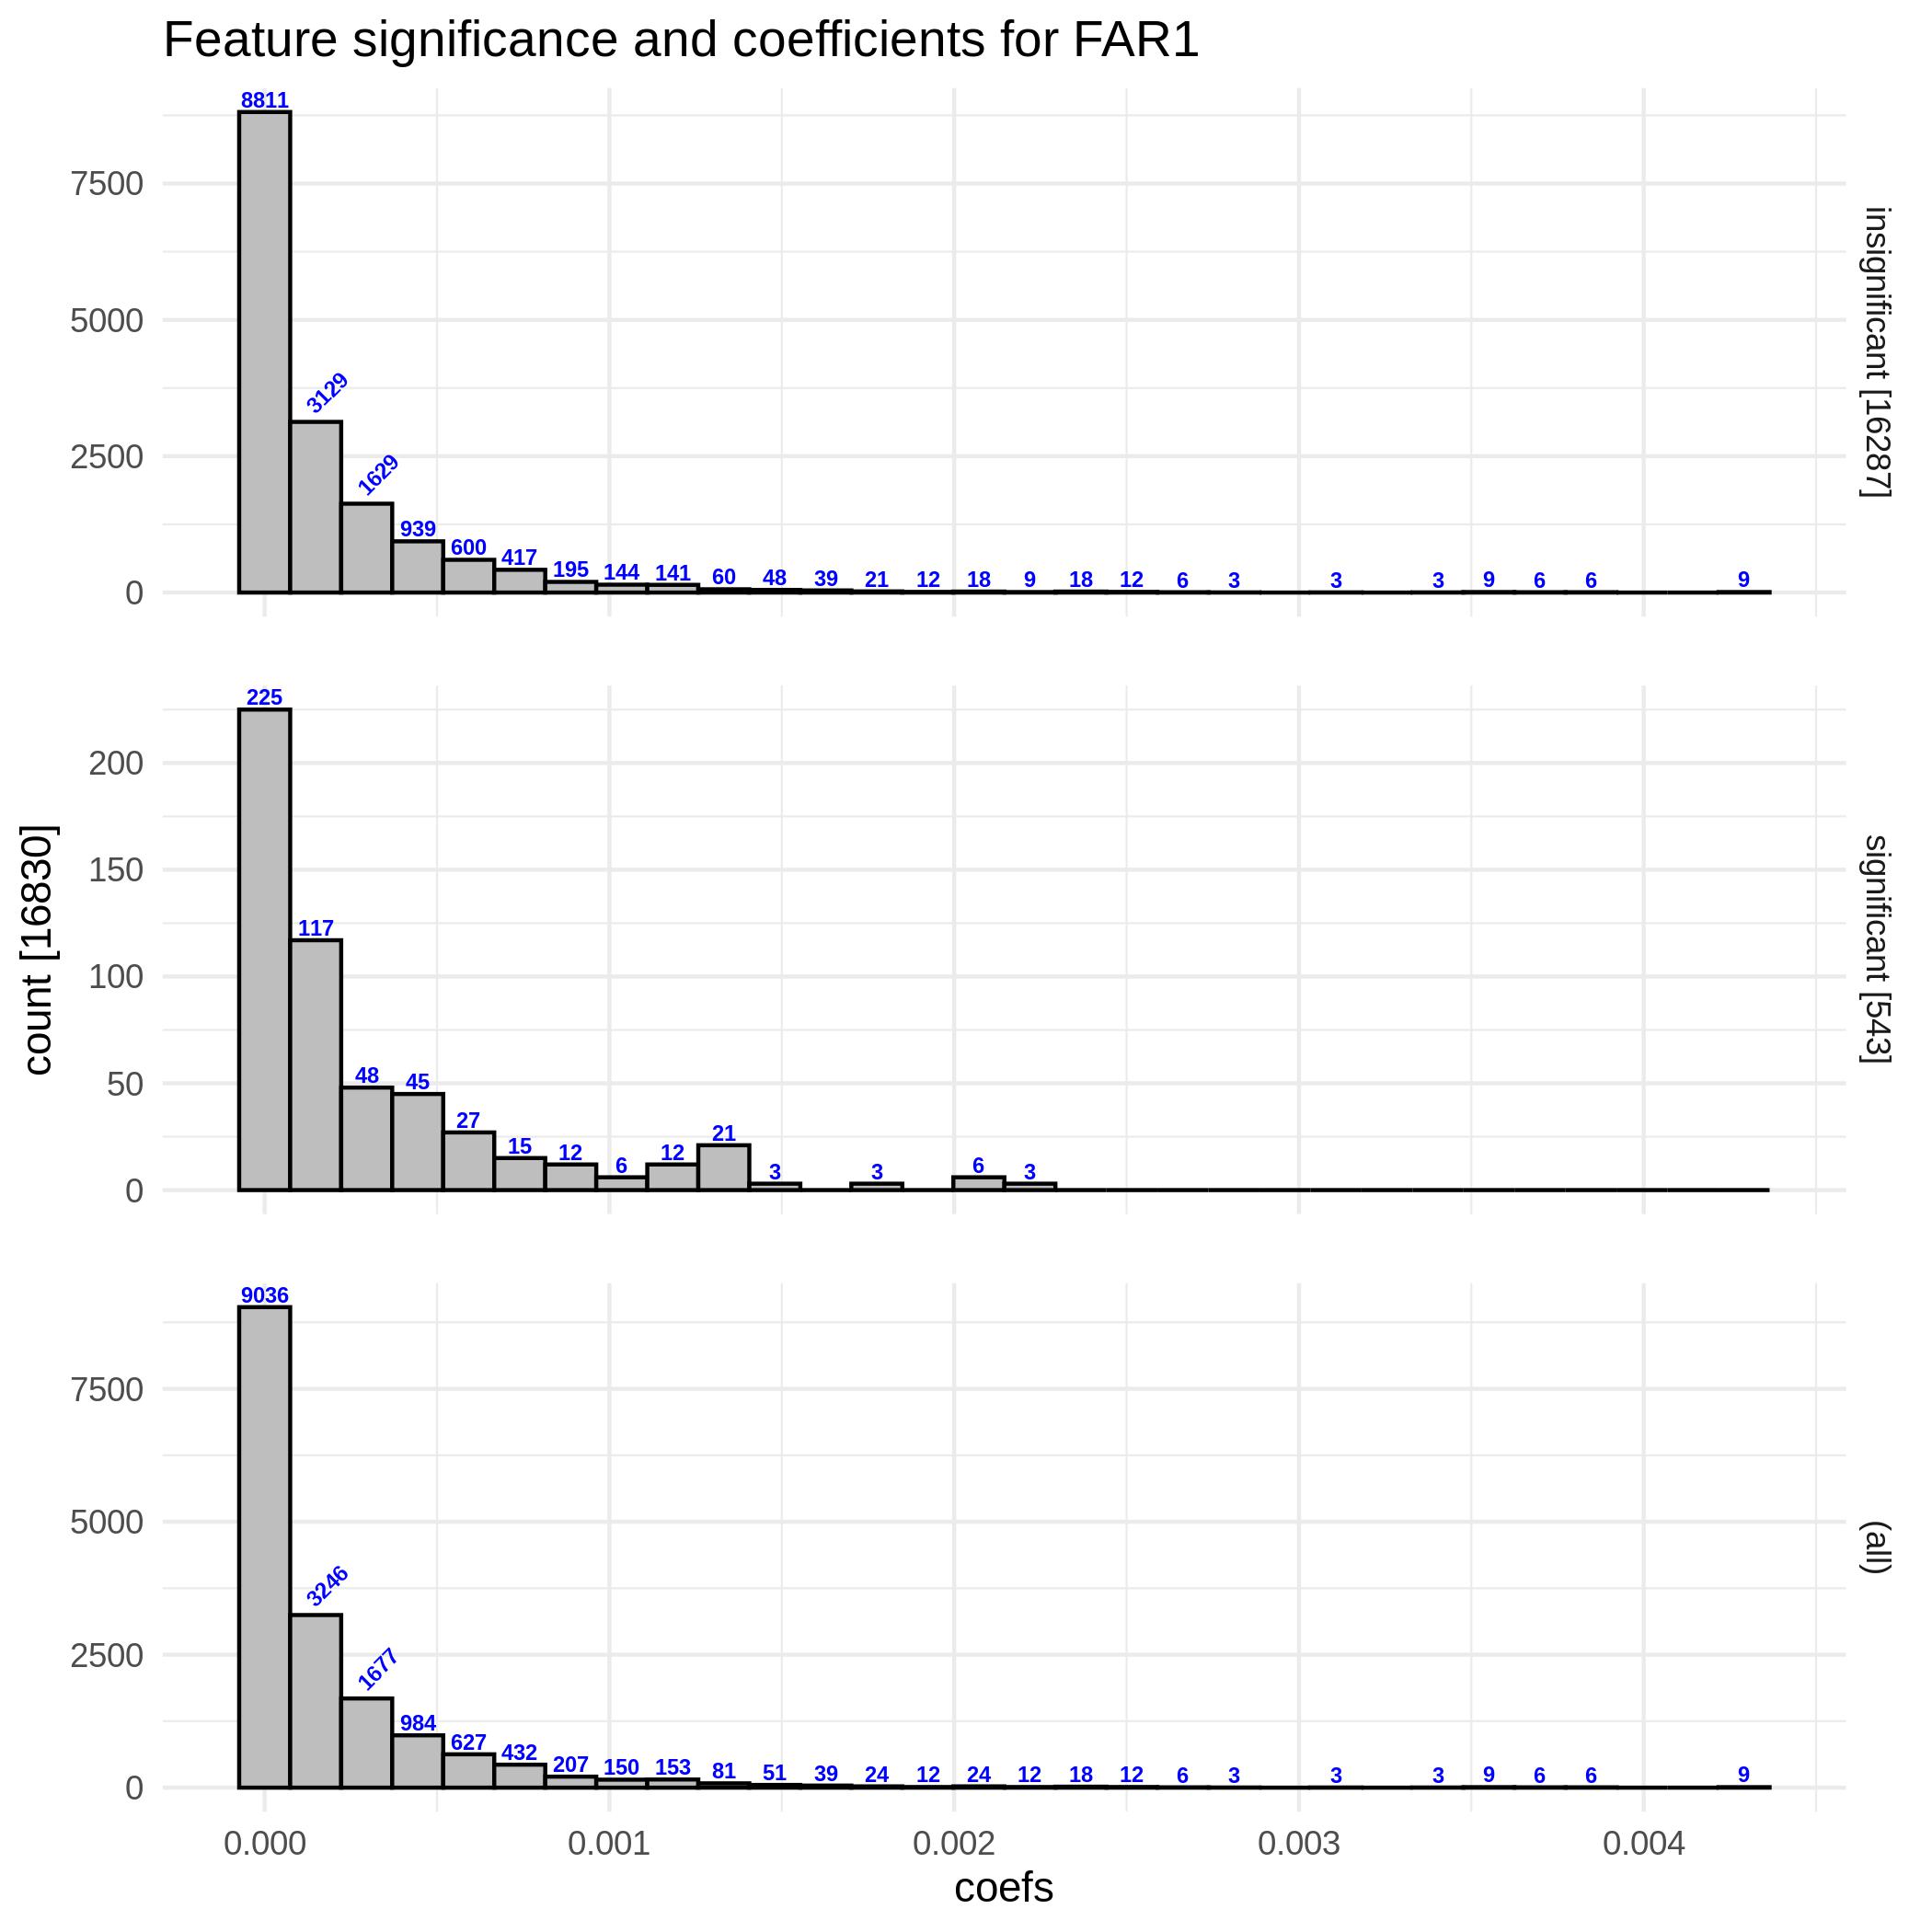 Feature significance and coefficients for FAR1
8811
3129
1629
939 600 417 195 144 141 60 48 39 21 12 18 9 18 12 6 3 3 3 9 6 6 9
7500
5000
2500
0
insignificant [16287]
225
117
48 45 27 15 12 6 12 21 3 3 6 3
200
150
100
50
0
significant [543]
count [16830]
9036
3246
1677
984 627 432 207 150 153 81 51 39 24 12 24 12 18 12 6 3 3 3 9 6 6 9
7500
5000
2500
0
(all)
0.000 0.001 0.002 0.003 0.004
coefs